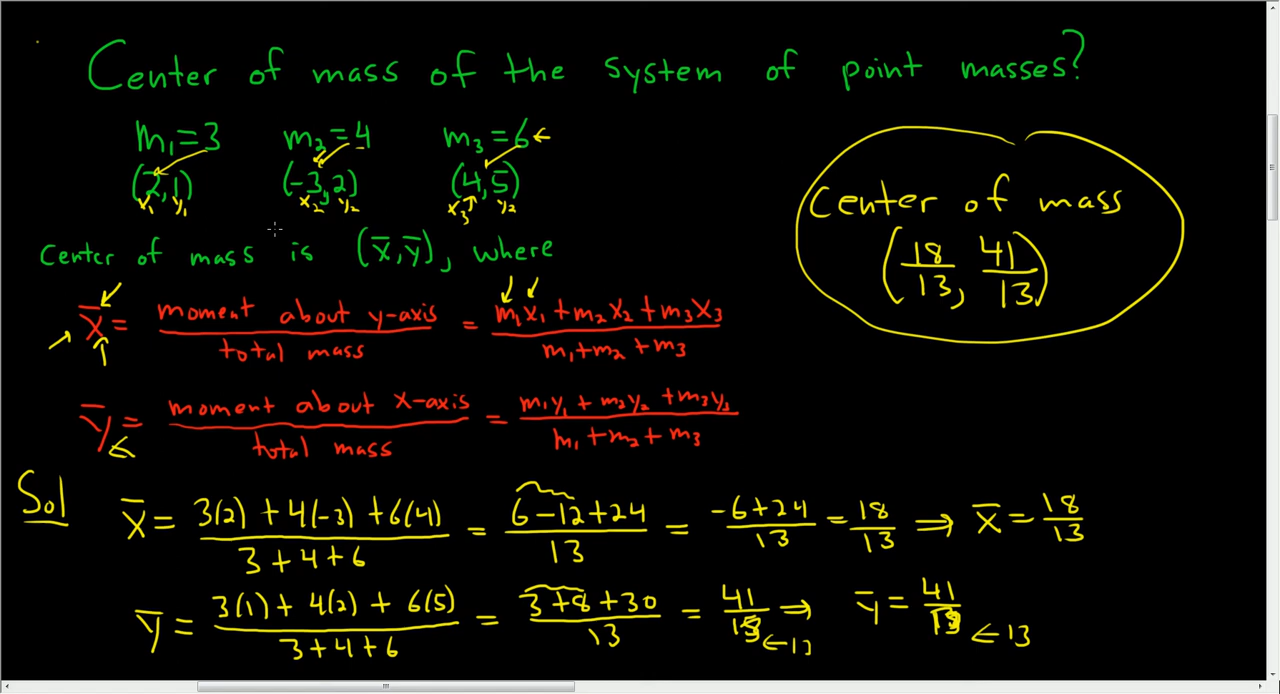 Center of mass of the system of point masses?
m₁=3 m₂=4 m₃=6 ←
(2,1) (-3,2) (4,5)
x₁ y₁ x₂ y₂ x₃ y₂
Center of mass is (x̅,y̅), where
x̅ = moment about y-axis / total mass = m₁x₁+m₂x₂+m₃x₃ / m₁+m₂+m₃
y̅ = moment about x-axis / total mass = m₁y₁+m₂y₂+m₃y₃ / m₁+m₂+m₃
Center of mass
(18/13, 41/13)
Sol
x̅ = 3(2)+4(-3)+6(4) / 3+4+6 = 6-12+24 / 13 = -6+24 / 13 = 18/13 ⇒ x̅ = 18/13
y̅ = 3(1)+4(2)+6(5) / 3+4+6 = 3+8+30 / 13 = 41/13 ←13 ⇒ y̅ = 41/13 ←13